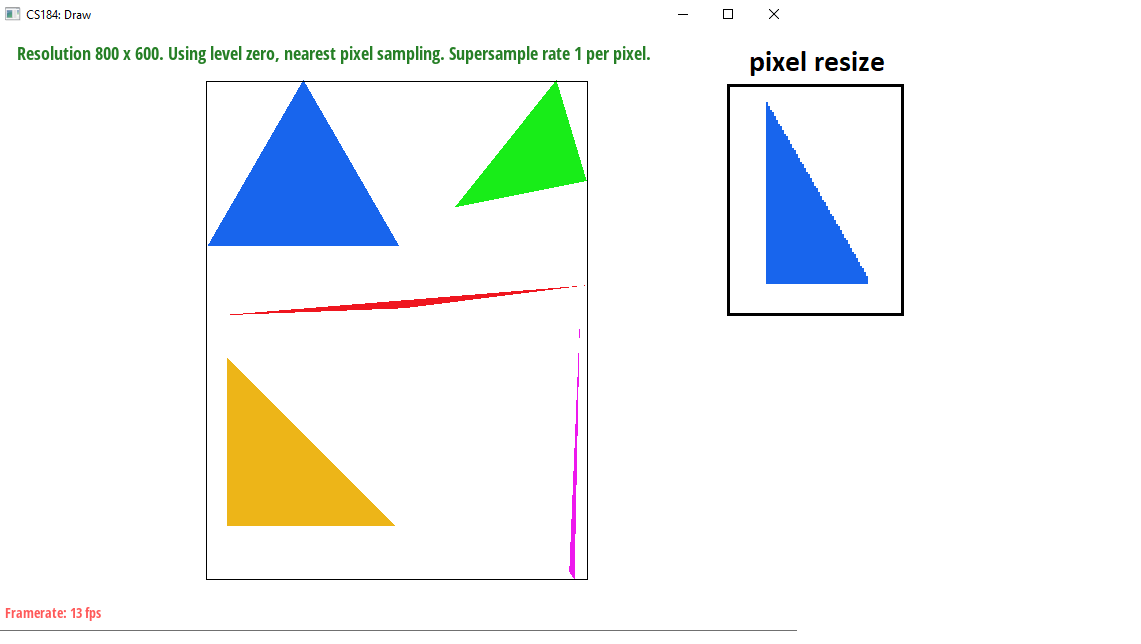 CS184: Draw
Resolution 800 x 600. Using level zero, nearest pixel sampling. Supersample rate 1 per pixel.
pixel resize
Framerate: 13 fps